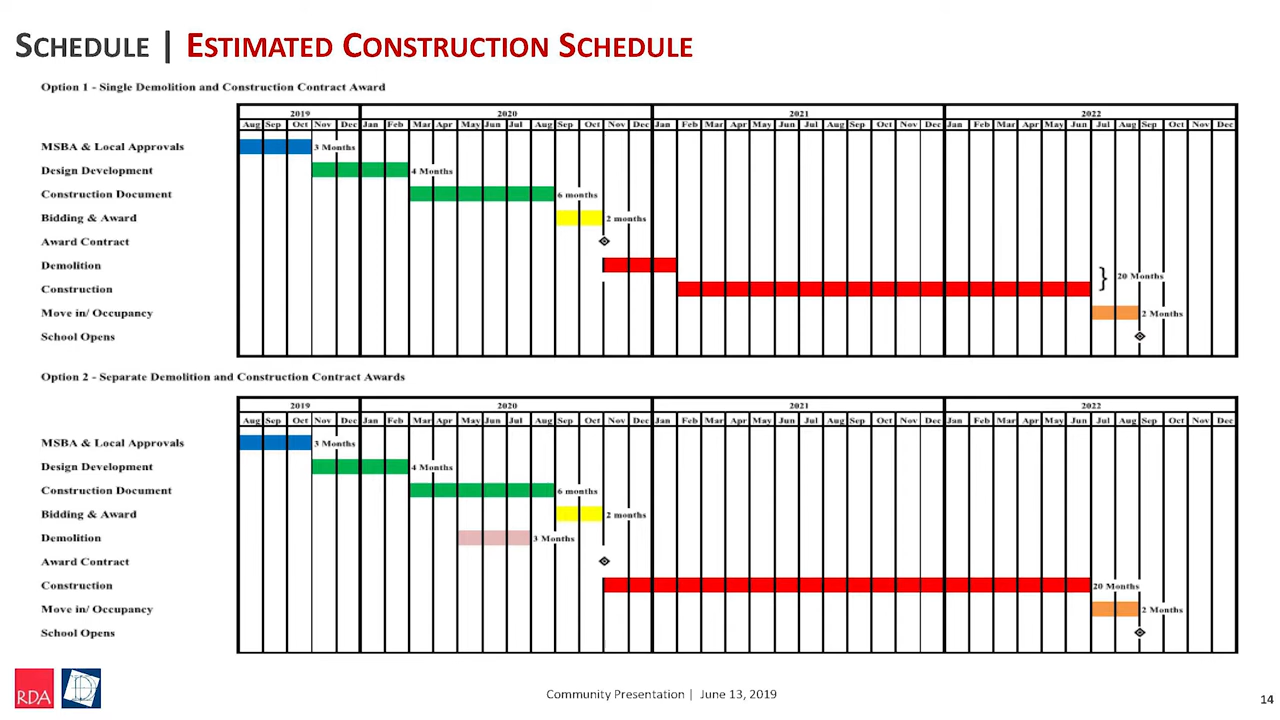 SCHEDULE | ESTIMATED CONSTRUCTION SCHEDULE
Option 1 - Single Demolition and Construction Contract Award
2019 2020 2021 2022
Aug Sep Oct Nov Dec Jan Feb Mar Apr May Jun Jul Aug Sep Oct Nov Dec Jan Feb Mar Apr May Jun Jul Aug Sep Oct Nov Dec Jan Feb Mar Apr May Jun Jul Aug Sep Oct Nov Dec
MSBA & Local Approvals 3 Months
Design Development 4 Months
Construction Document 6 months
Bidding & Award 2 months
Award Contract
Demolition
} 20 Months
Construction
Move in/ Occupancy 2 Months
School Opens
Option 2 - Separate Demolition and Construction Contract Awards
2019 2020 2021 2022
Aug Sep Oct Nov Dec Jan Feb Mar Apr May Jun Jul Aug Sep Oct Nov Dec Jan Feb Mar Apr May Jun Jul Aug Sep Oct Nov Dec Jan Feb Mar Apr May Jun Jul Aug Sep Oct Nov Dec
MSBA & Local Approvals 3 Months
Design Development 4 Months
Construction Document 6 months
Bidding & Award 2 months
Demolition 3 Months
Award Contract
Construction 20 Months
Move in/ Occupancy 2 Months
School Opens
RDA
Community Presentation | June 13, 2019
14